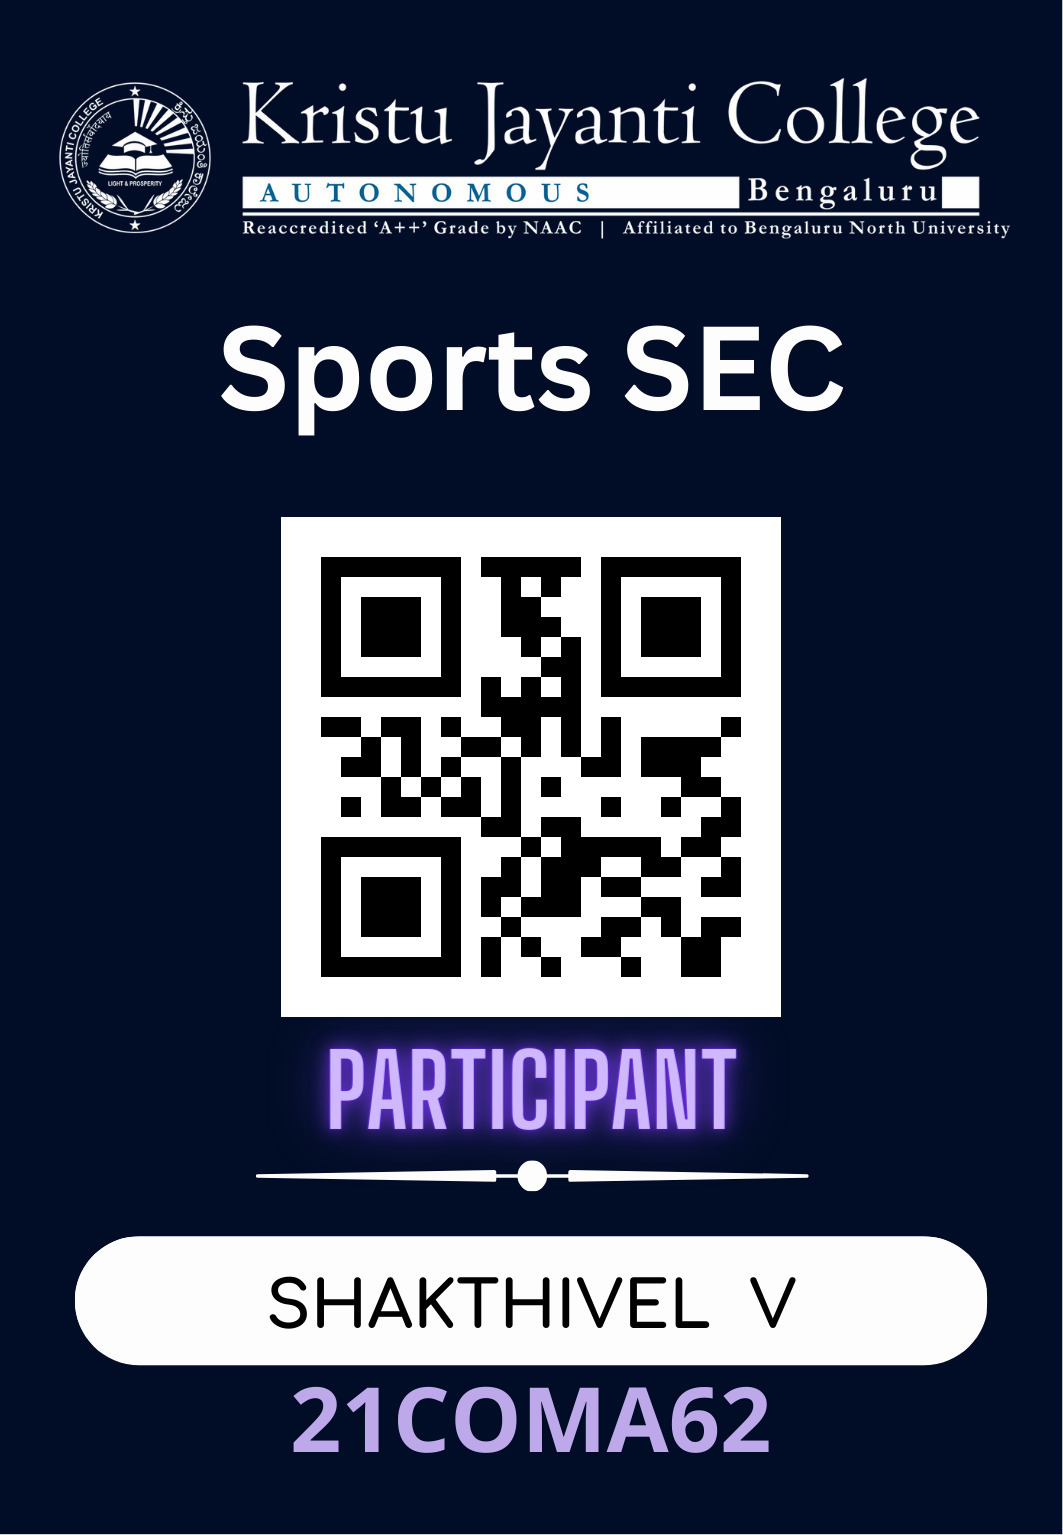 Kristu Jayanti College
AUTONOMOUS Bengaluru
Reaccredited ‘A++’ Grade by NAAC | Affiliated to Bengaluru North University
KRISTU JAYANTI COLLEGE
LIGHT & PROSPERITY
Sports SEC
PARTICIPANT
SHAKTHIVEL V
21COMA62